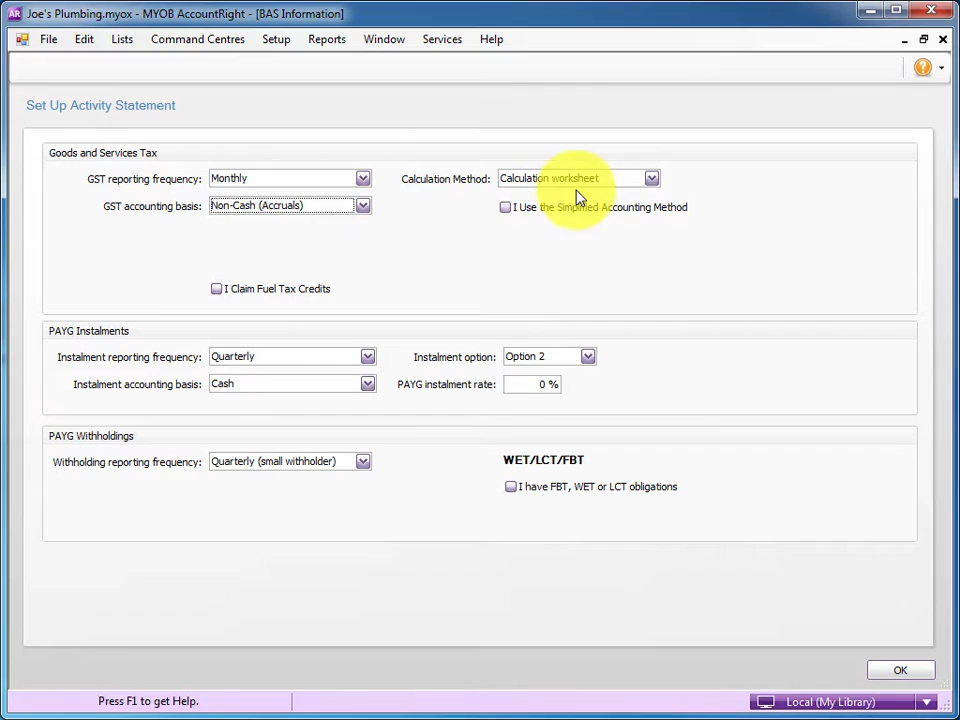 AR Joe's Plumbing.myox - MYOB AccountRight - [BAS Information]
File Edit Lists Command Centres Setup Reports Window Services Help
Set Up Activity Statement
Goods and Services Tax
GST reporting frequency: Monthly Calculation Method: Calculation worksheet
GST accounting basis: Non-Cash (Accruals) I Use the Simplified Accounting Method
I Claim Fuel Tax Credits
PAYG Instalments
Instalment reporting frequency: Quarterly Instalment option: Option 2
Instalment accounting basis: Cash PAYG instalment rate: 0 %
PAYG Withholdings
Withholding reporting frequency: Quarterly (small withholder) WET/LCT/FBT
I have FBT, WET or LCT obligations
OK
Press F1 to get Help. Local (My Library)